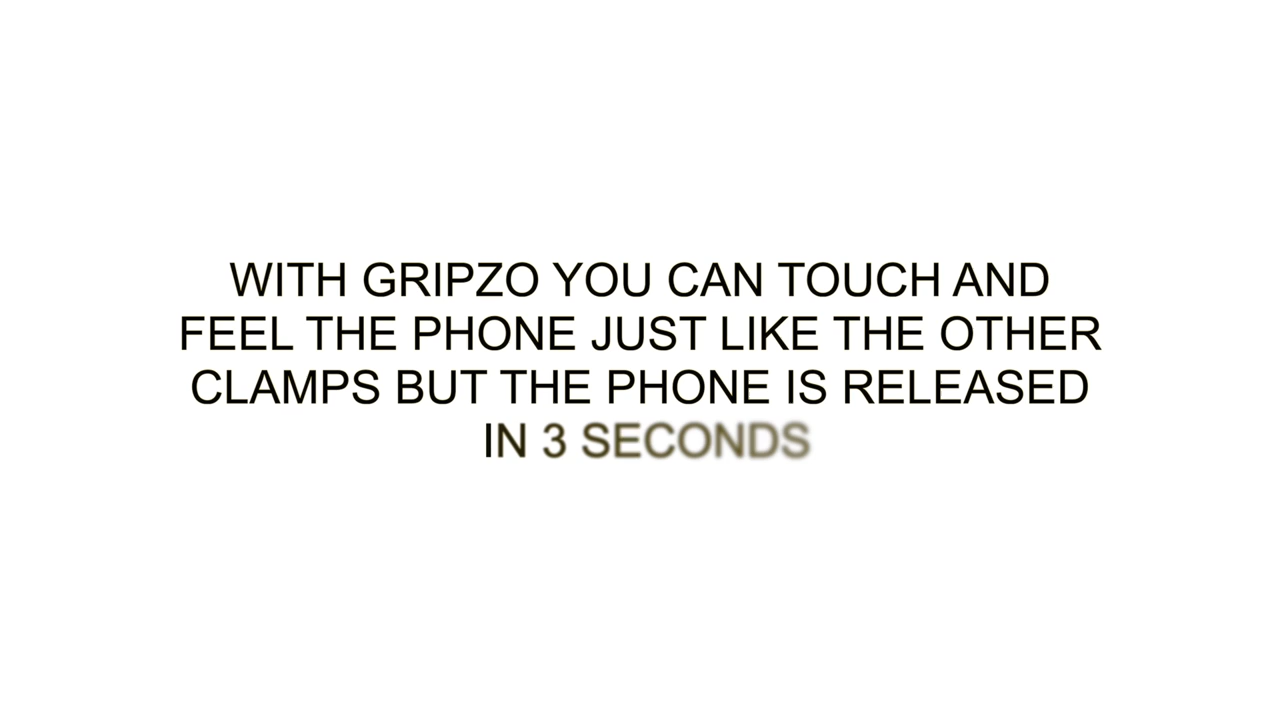 WITH GRIPZO YOU CAN TOUCH AND
FEEL THE PHONE JUST LIKE THE OTHER
CLAMPS BUT THE PHONE IS RELEASED
IN 3 SECONDS